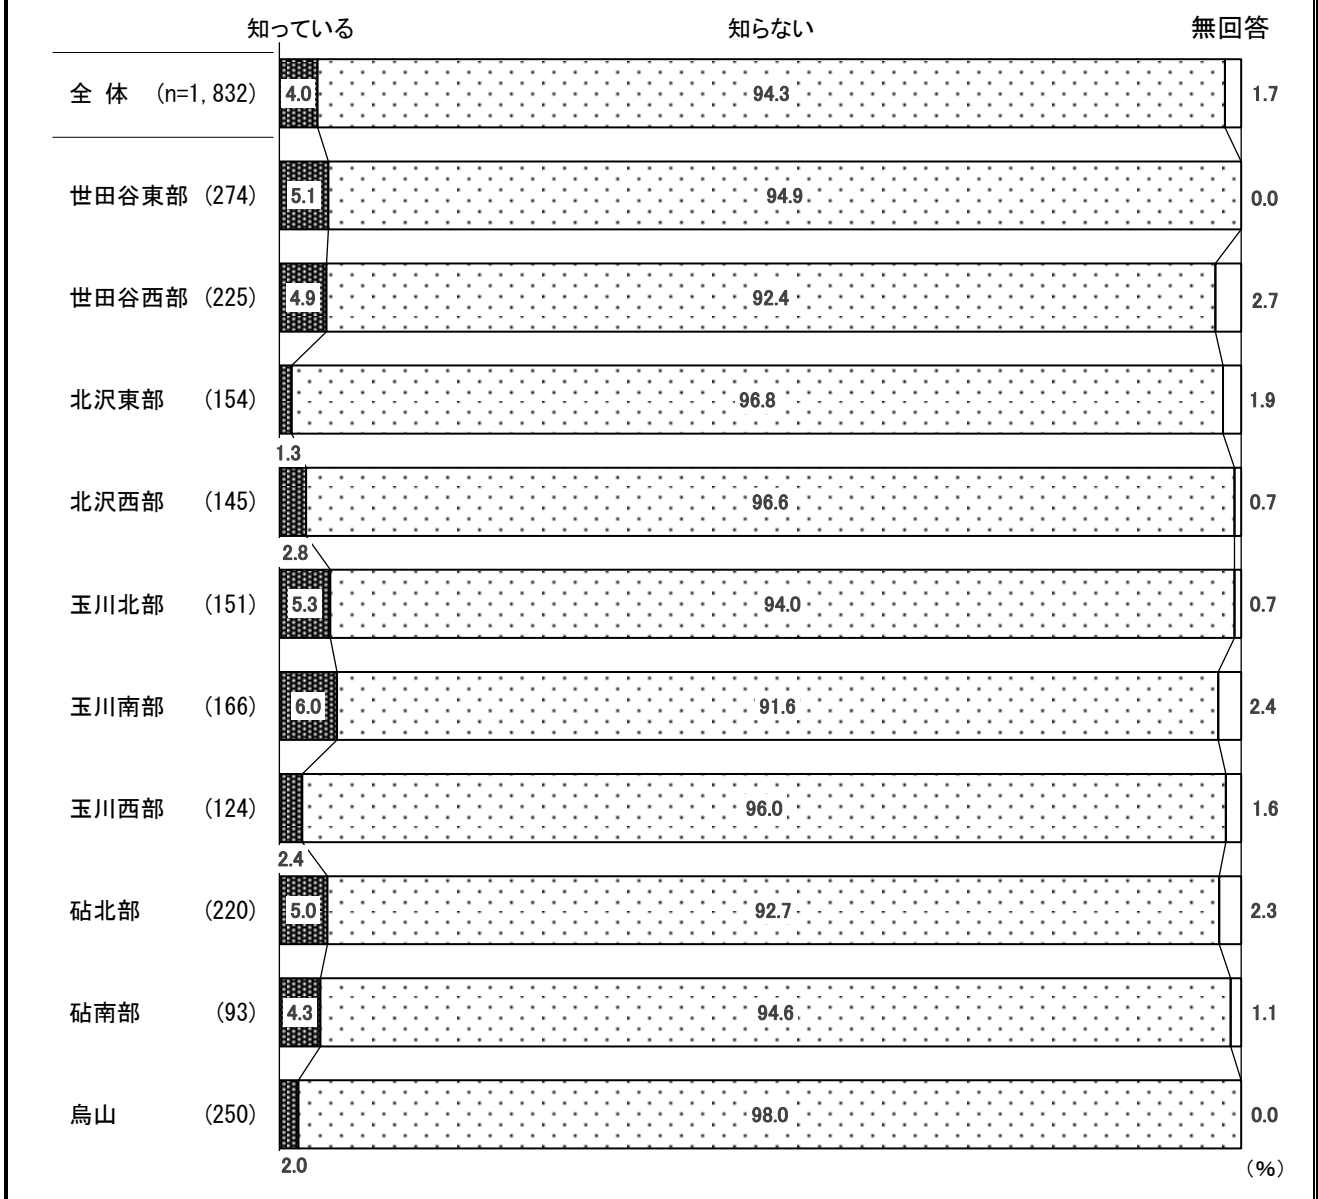 知っている 知らない 無回答
全 体 (n=1,832) 4.0 94.3 1.7
世田谷東部 (274) 5.1 94.9 0.0
世田谷西部 (225) 4.9 92.4 2.7
北沢東部 (154) 96.8 1.9
1.3
北沢西部 (145) 96.6 0.7
2.8
玉川北部 (151) 5.3 94.0 0.7
玉川南部 (166) 6.0 91.6 2.4
玉川西部 (124) 96.0 1.6
2.4
砧北部 (220) 5.0 92.7 2.3
砧南部 (93) 4.3 94.6 1.1
烏山 (250) 98.0 0.0
2.0 (%)